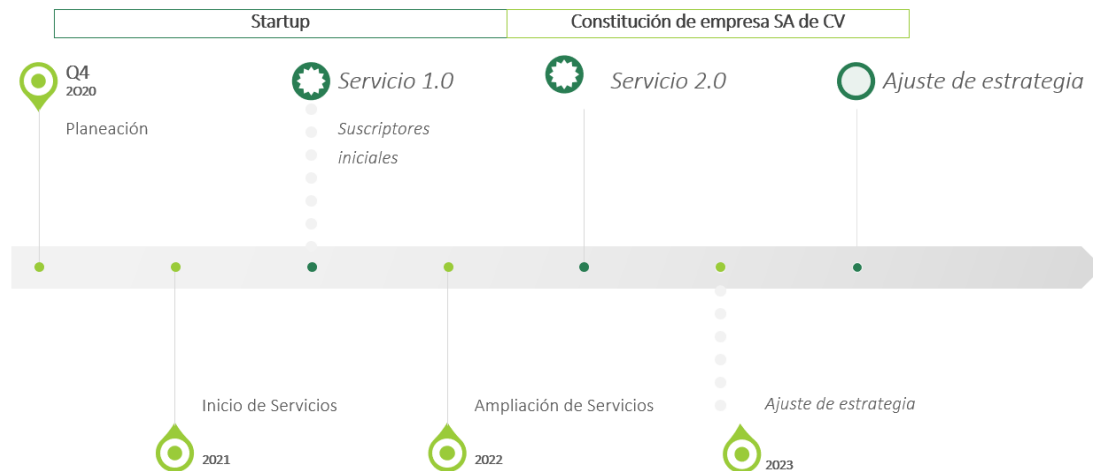 Startup
Constitución de empresa SA de CV
Q4
2020
Planeación
Servicio 1.0
Suscriptores
iniciales
Servicio 2.0
Ajuste de estrategia
Inicio de Servicios
2021
Ampliación de Servicios
2022
Ajuste de estrategia
2023